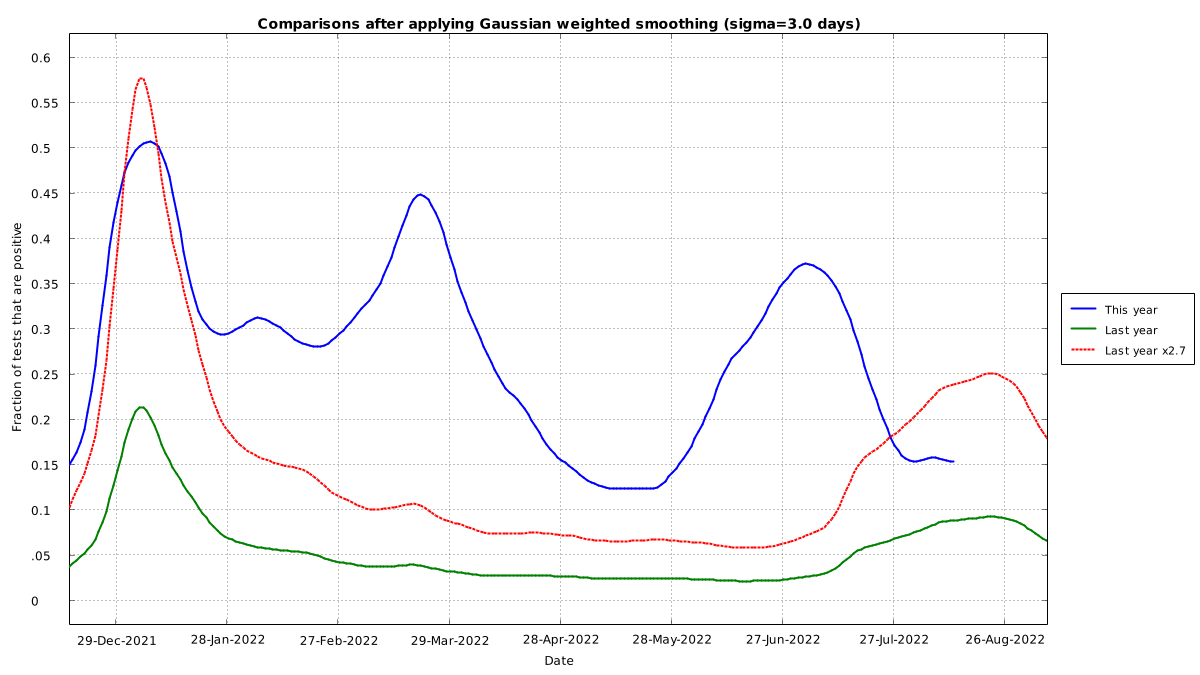 Comparisons after applying Gaussian weighted smoothing (sigma=3.0 days)
0.6
0.55
0.5
0.45
0.4
0.35
0.3
0.25
0.2
0.15
0.1
.05
0
Fraction of tests that are positive
29-Dec-2021 28-Jan-2022 27-Feb-2022 29-Mar-2022 28-Apr-2022 28-May-2022 27-Jun-2022 27-Jul-2022 26-Aug-2022
Date
This year
Last year
Last year x2.7